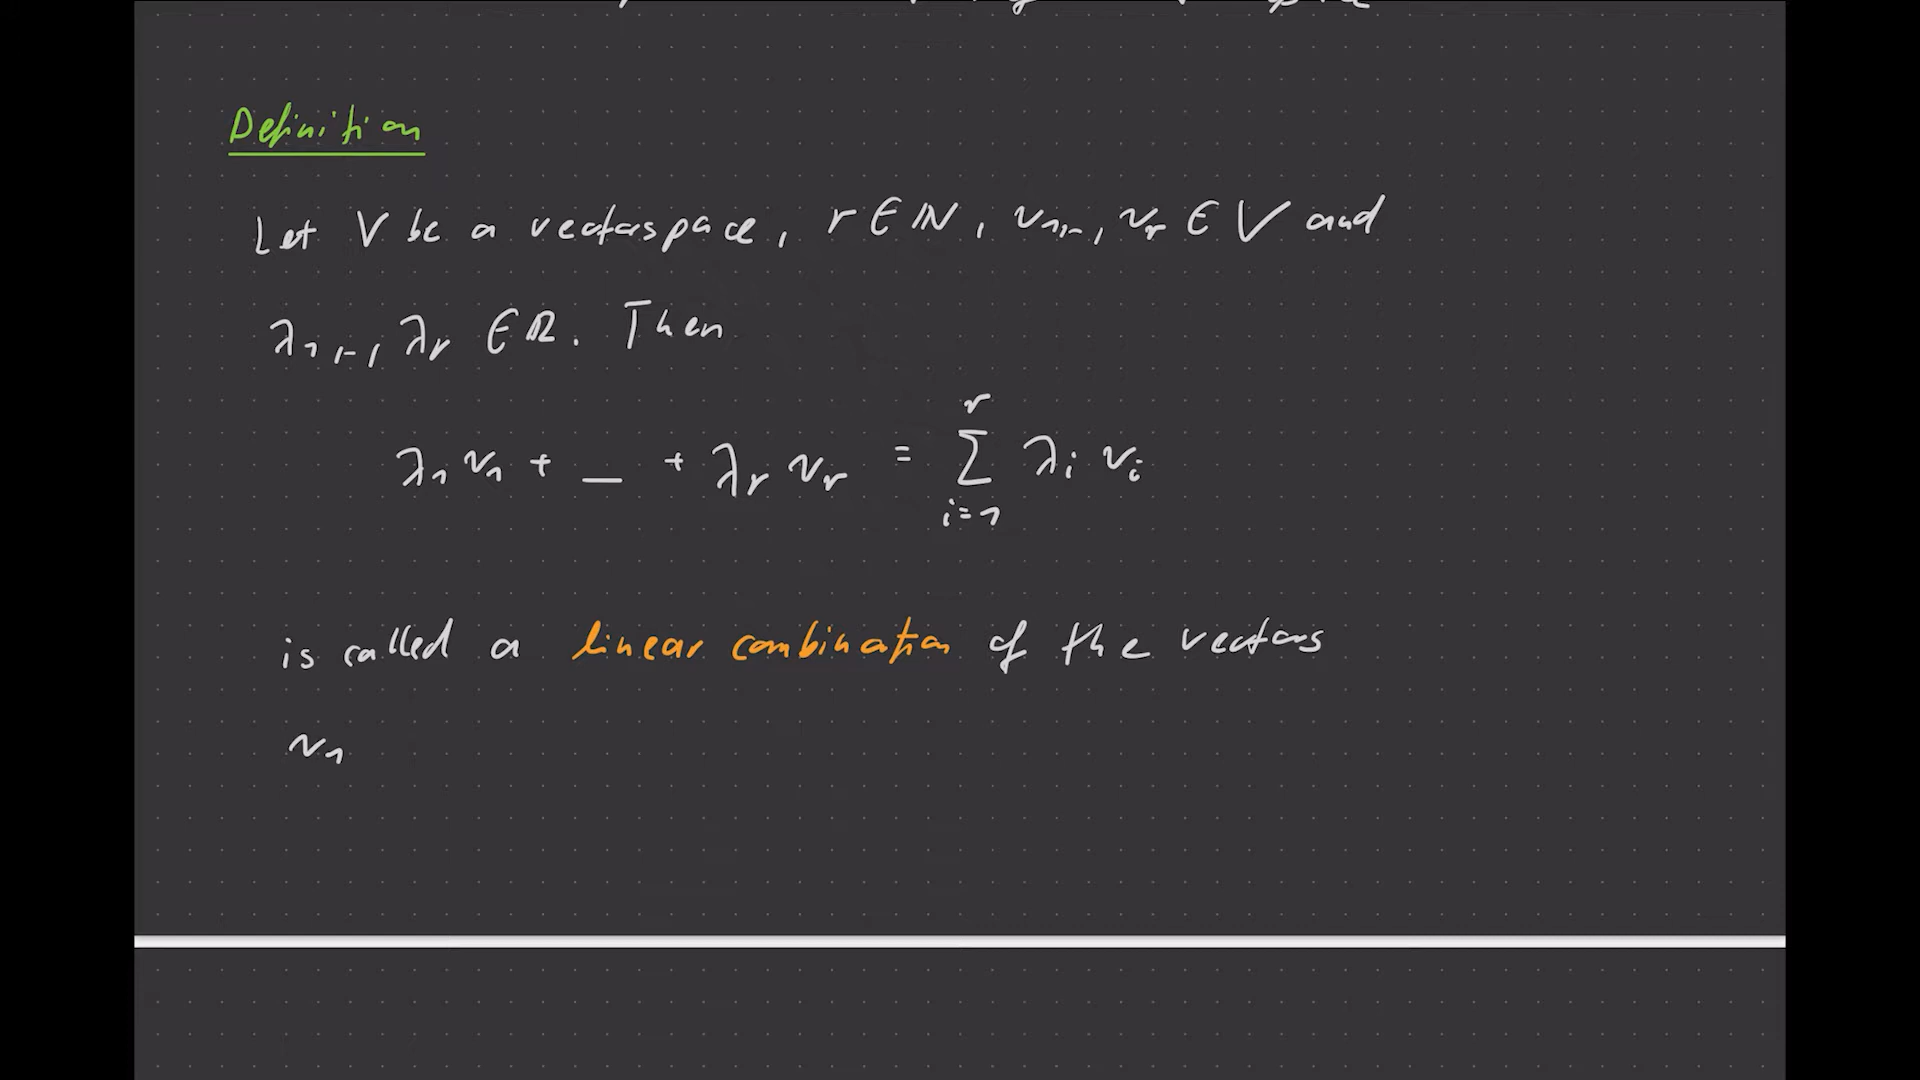 Definition
Let V be a vectorspace, r ∈ ℕ, v₁,…, vᵣ ∈ V and
λ₁,…, λᵣ ∈ ℝ. Then
λ₁v₁ + … + λᵣvᵣ = ∑ᵢ₌₁ʳ λᵢvᵢ
is called a linear combination of the vectors
v₁